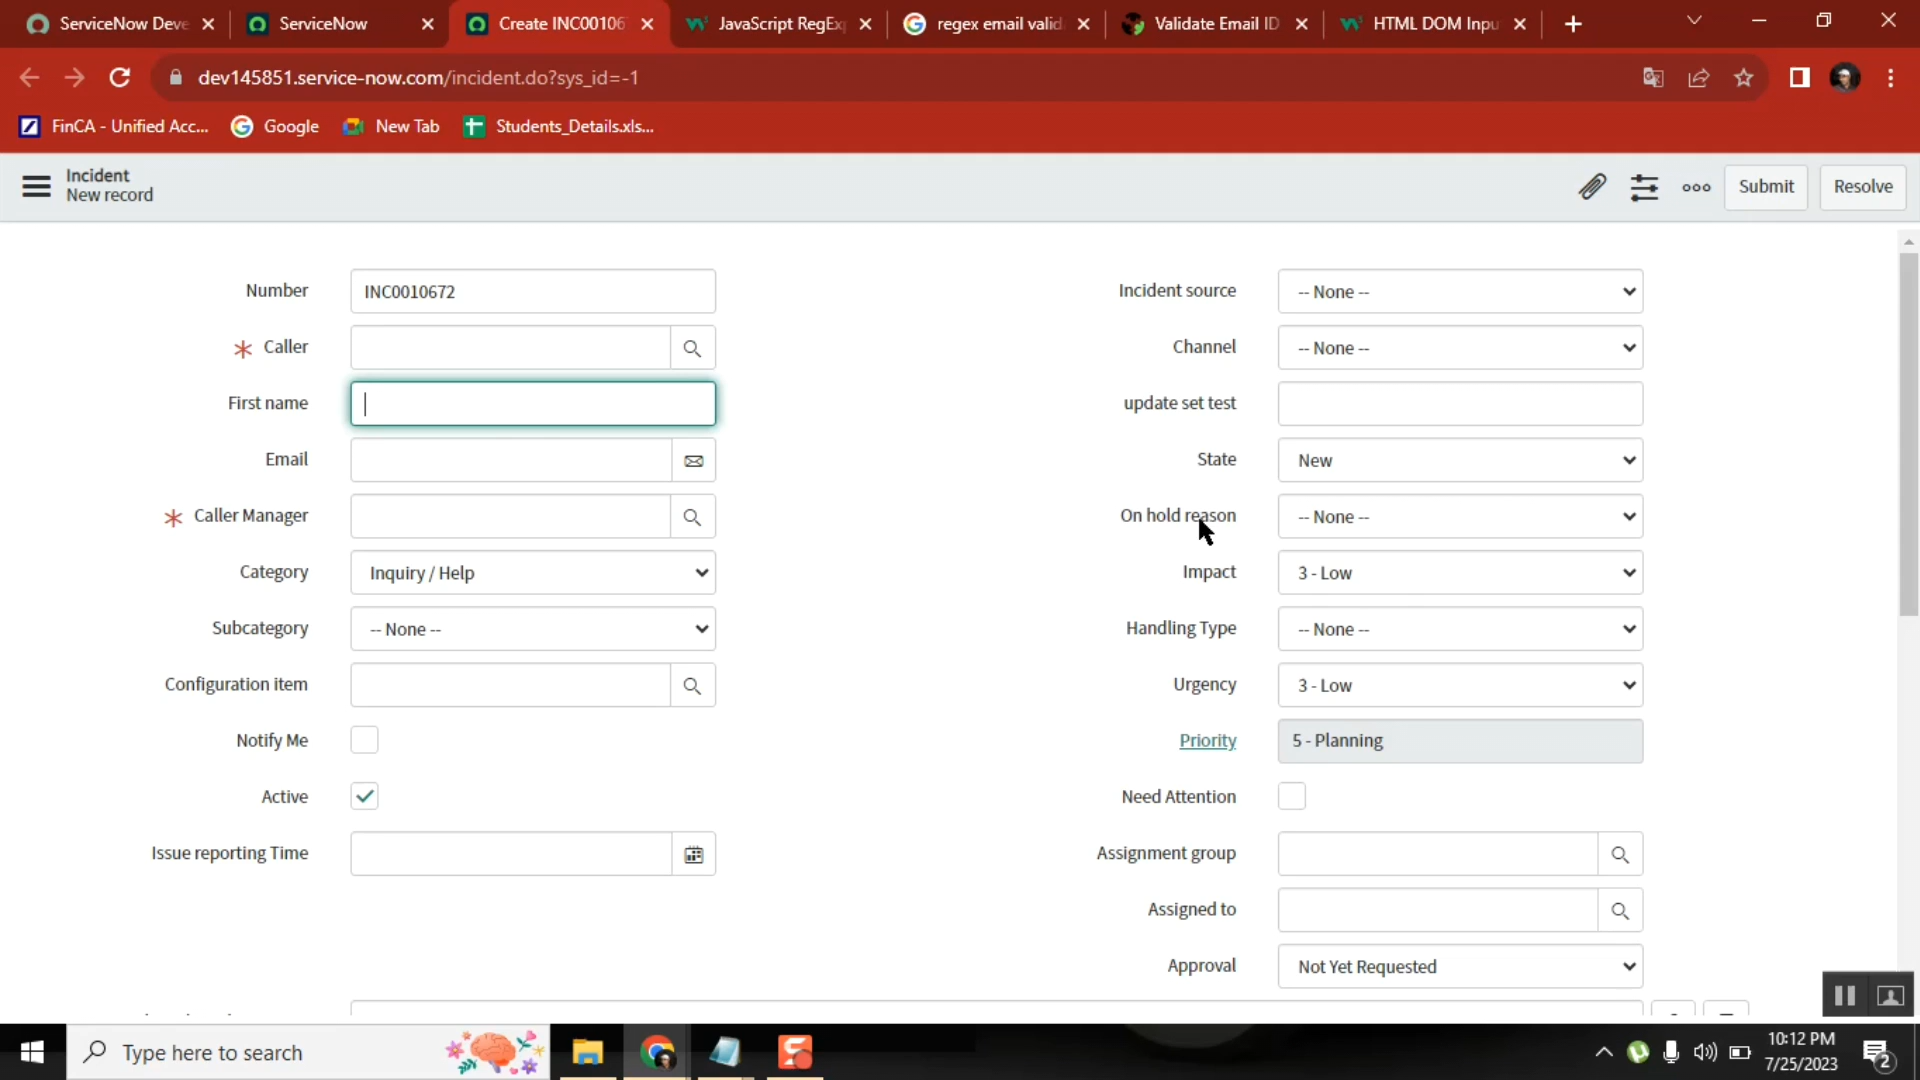 ServiceNow Deve
ServiceNow
Create INC00106
JavaScript RegEx
regex email valid
Validate Email ID
HTML DOM Inpu
dev145851.service-now.com/incident.do?sys_id=-1
FinCA - Unified Acc...
Google
New Tab
Students_Details.xls...
Incident
New record
Submit
Resolve
Number
INC0010672
Incident source
-- None --
Caller
Channel
-- None --
First name
update set test
Email
State
New
Caller Manager
On hold reason
-- None --
Category
Inquiry / Help
Impact
3 - Low
Subcategory
-- None --
Handling Type
-- None --
Configuration item
Urgency
3 - Low
Notify Me
Priority
5 - Planning
Active
Need Attention
Issue reporting Time
Assignment group
Assigned to
Approval
Not Yet Requested
Type here to search
10:12 PM
7/25/2023
2